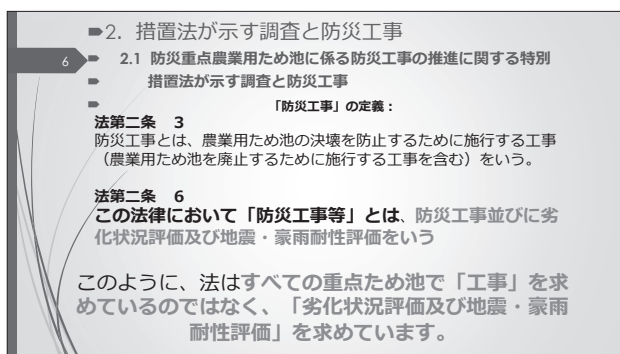 2. 措置法が示す調査と防災工事
6
2.1 防災重点農業用ため池に係る防災工事の推進に関する特別
措置法が示す調査と防災工事
「防災工事」の定義：
法第二条 3
防災工事とは、農業用ため池の決壊を防止するために施行する工事
（農業用ため池を廃止するために施行する工事を含む）をいう。
法第二条 6
この法律において「防災工事等」とは、防災工事並びに劣
化状況評価及び地震・豪雨耐性評価をいう
このように、法はすべての重点ため池で「工事」を求
めているのではなく、「劣化状況評価及び地震・豪雨
耐性評価」を求めています。